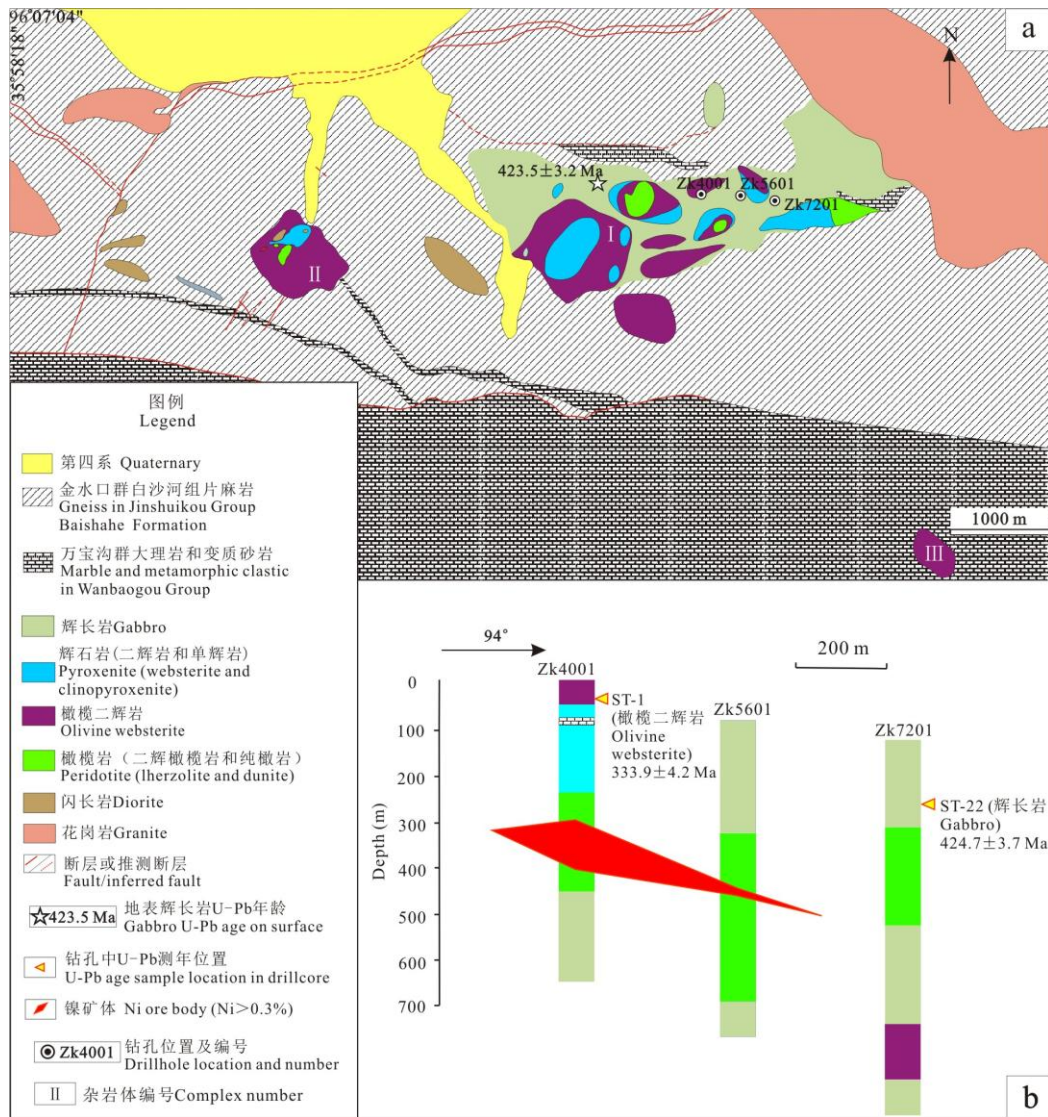 96°07′04″
35°58′18″
a
N
423.5±3.2 Ma
Zk4001
Zk5601
Zk7201
I
II
III
1000 m
图例
Legend
第四系 Quaternary
金水口群白沙河组片麻岩
Gneiss in Jinshuikou Group
Baishahe Formation
万宝沟群大理岩和变质砂岩
Marble and metamorphic clastic
in Wanbaogou Group
辉长岩Gabbro
辉石岩(二辉岩和单辉岩)
Pyroxenite (websterite and
clinopyroxenite)
橄榄二辉岩
Olivine websterite
橄榄岩（二辉橄榄岩和纯橄岩）
Peridotite (lherzolite and dunite)
闪长岩Diorite
花岗岩Granite
断层或推测断层
Fault/inferred fault
423.5 Ma 地表辉长岩U-Pb年龄
Gabbro U-Pb age on surface
钻孔中U-Pb测年位置
U-Pb age sample location in drillcore
镍矿体 Ni ore body (Ni>0.3%)
Zk4001 钻孔位置及编号
Drillhole location and number
II 杂岩体编号Complex number
94°
200 m
Zk4001
Zk5601
Zk7201
Depth (m)
0
100
200
300
400
500
600
700
ST-1
(橄榄二辉岩
Olivine
websterite)
333.9±4.2 Ma
ST-22 (辉长岩
Gabbro)
424.7±3.7 Ma
b